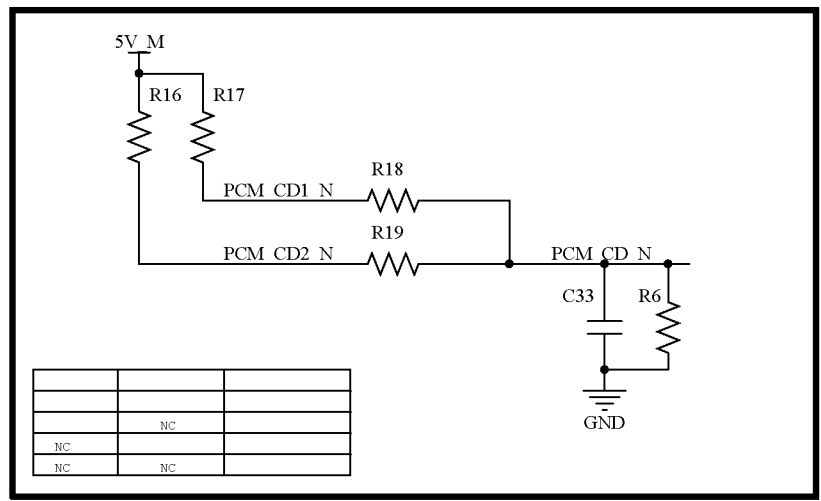 5V_M
R16 R17
R18
PCM_CD1_N
R19
PCM_CD2_N PCM_CD_N
C33 R6
GND
NC
NC
NC NC